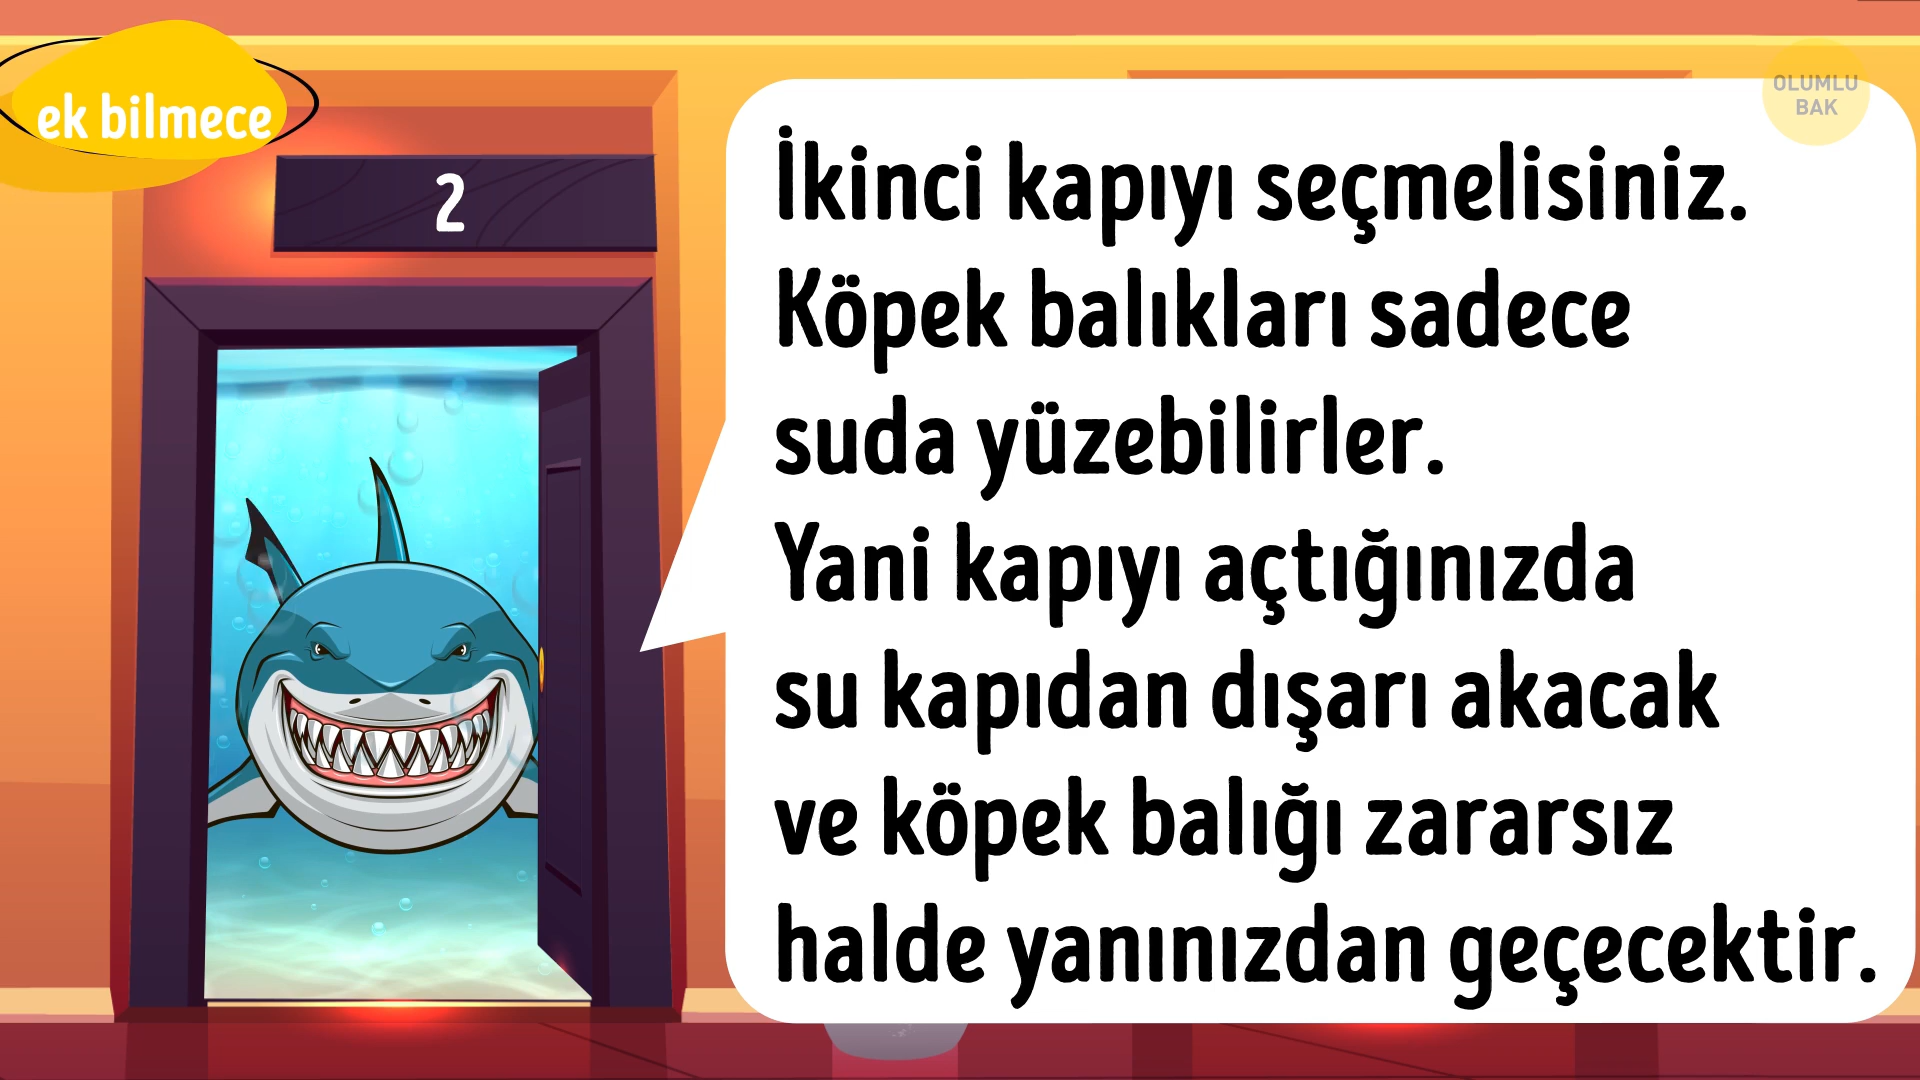 ek bilmece
OLUMLU
BAK
2
İkinci kapıyı seçmelisiniz.
Köpek balıkları sadece
suda yüzebilirler.
Yani kapıyı açtığınızda
su kapıdan dışarı akacak
ve köpek balığı zararsız
halde yanınızdan geçecektir.